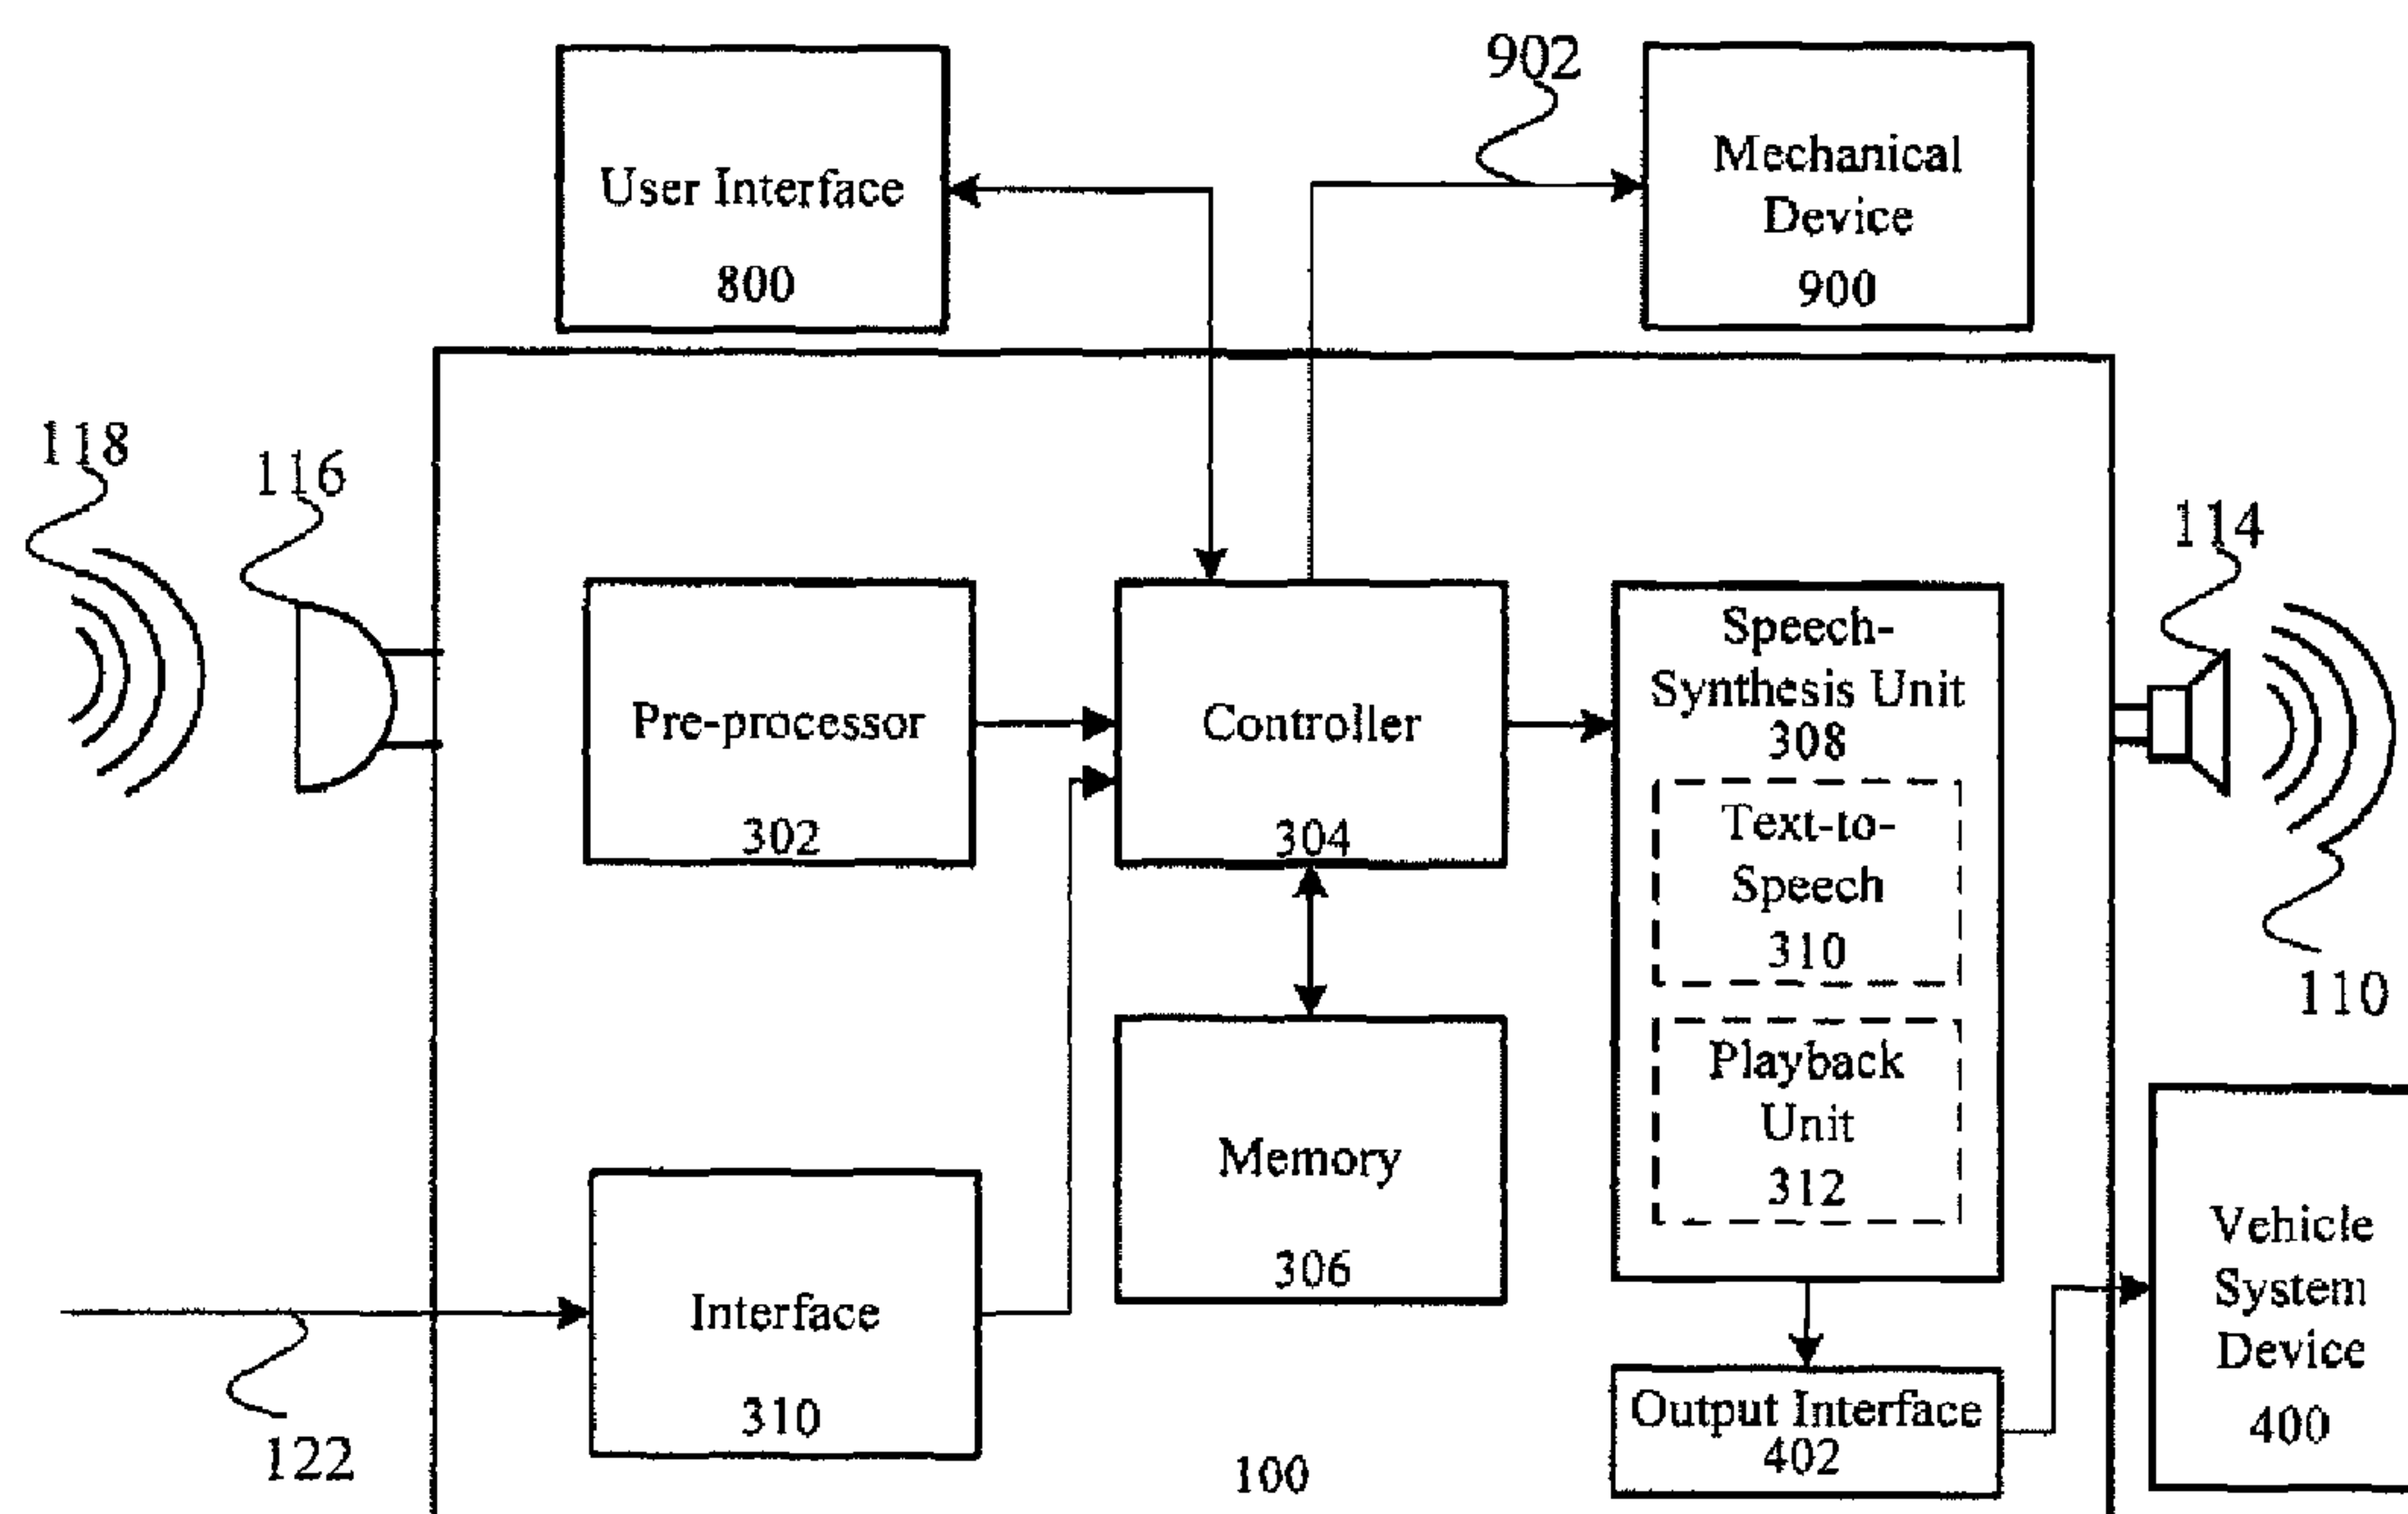 902
User Interface
800
Mechanical
Device
900
118
116
114
Pre-processor
302
Controller
304
Speech-
Synthesis Unit
308
Text-to-
Speech
310
Playback
Unit
312
110
Memory
306
Interface
310
122
100
Output Interface
402
Vehicle
System
Device
400